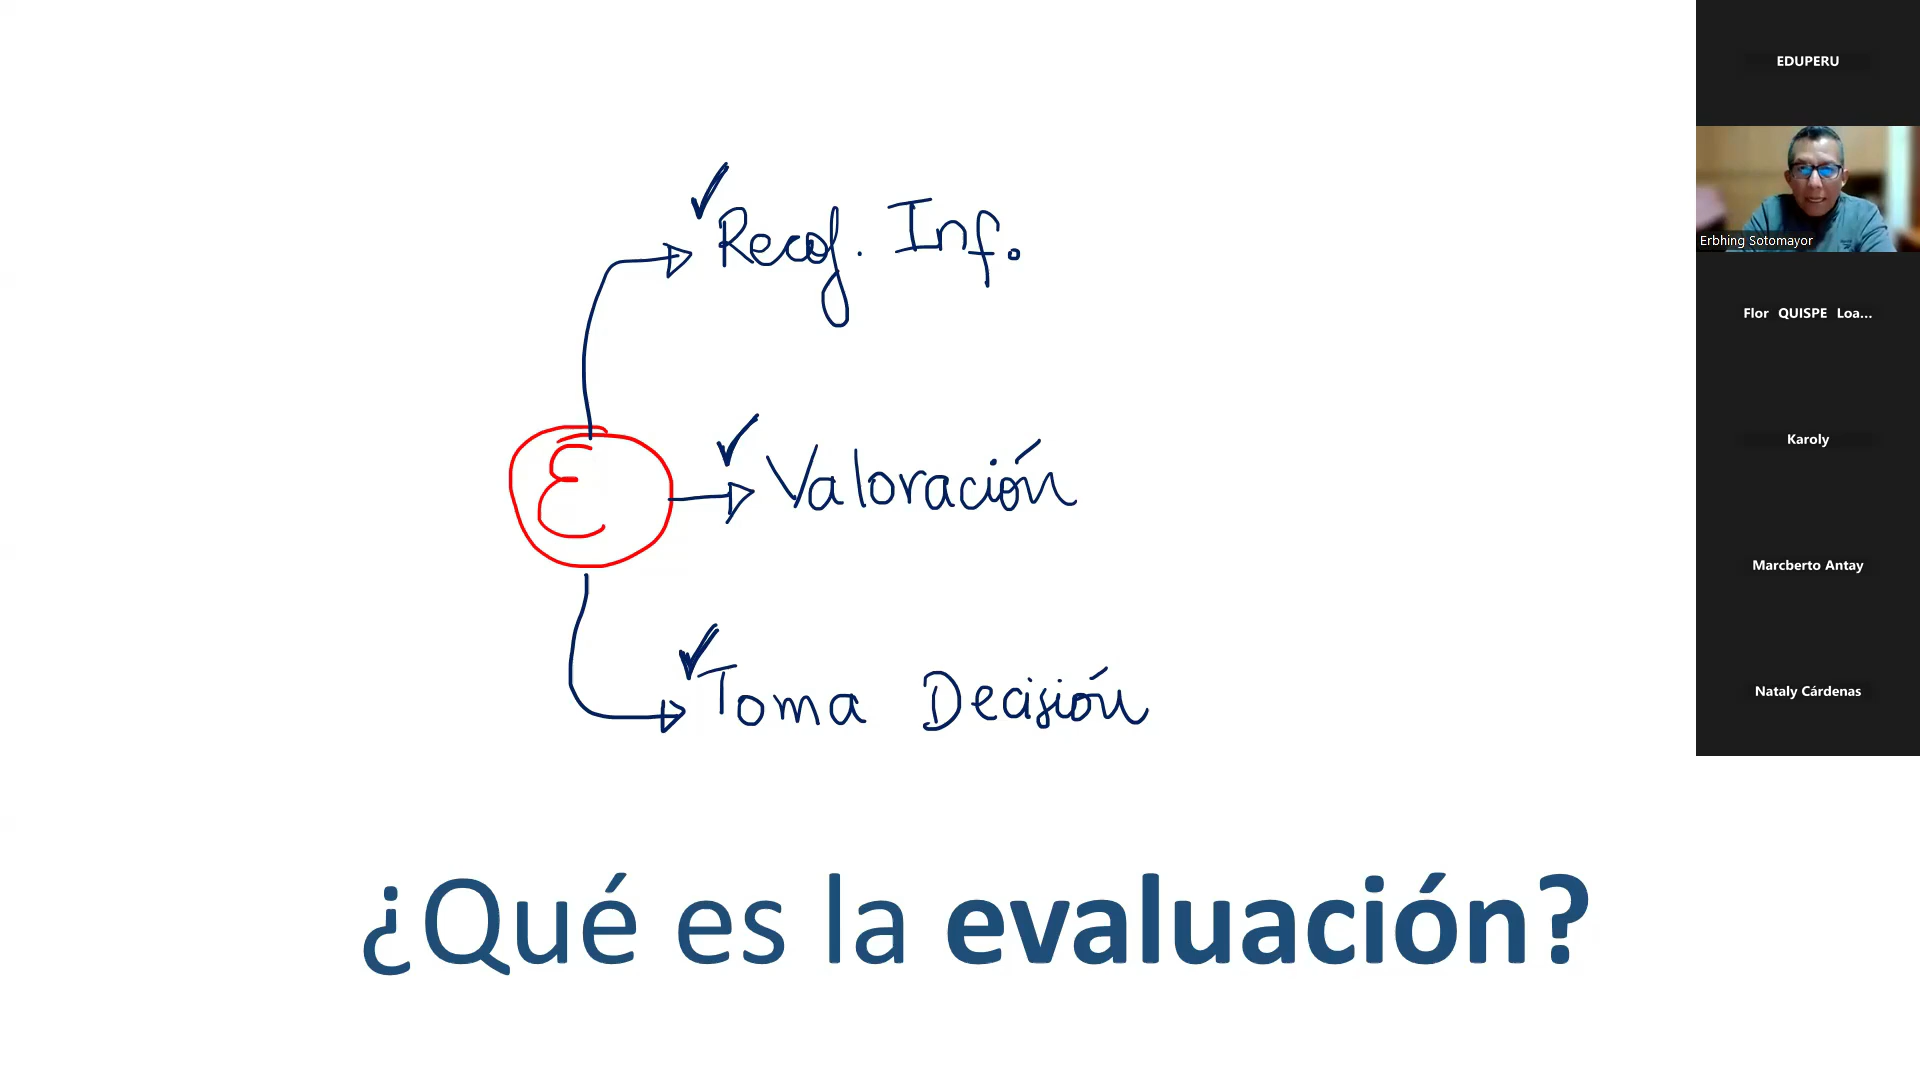 Recoj. Inf.
E
Valoración
Toma Decisión
¿Qué es la evaluación?
EDUPERU
Erbhing Sotomayor
Flor QUISPE Loa...
Karoly
Marcberto Antay
Nataly Cárdenas